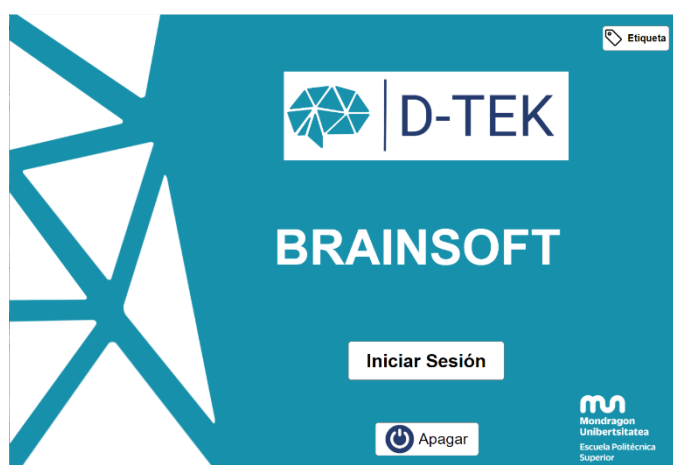 Etiqueta
D-TEK
BRAINSOFT
Iniciar Sesión
Apagar
Mondragon
Unibertsitatea
Escuela Politécnica
Superior